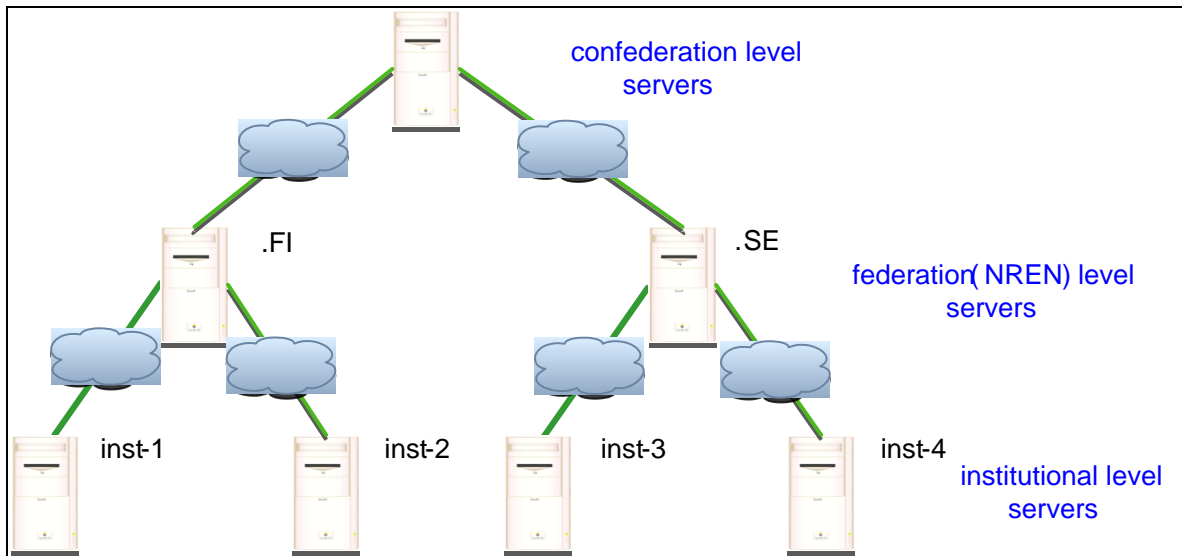 confederation level
servers
.FI
.SE
federation( NREN) level
servers
inst-1
inst-2
inst-3
inst-4
institutional level
servers